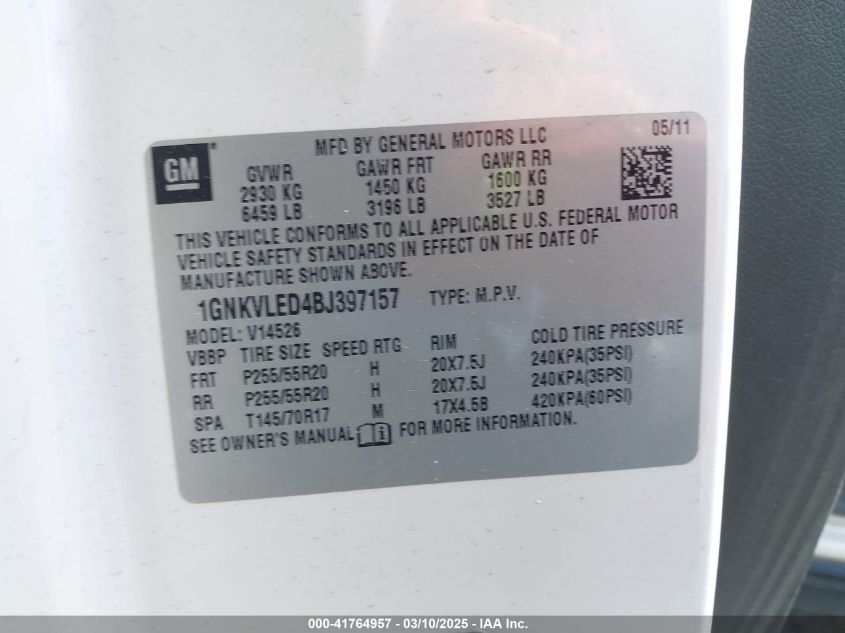 GM
MFD BY GENERAL MOTORS LLC 05/11
GVWR GAWR FRT GAWR RR
2930 KG 1450 KG 1600 KG
6459 LB 3196 LB 3527 LB
THIS VEHICLE CONFORMS TO ALL APPLICABLE U.S. FEDERAL MOTOR
VEHICLE SAFETY STANDARDS IN EFFECT ON THE DATE OF
MANUFACTURE SHOWN ABOVE.
1GNKVLED4BJ397157 TYPE: M.P.V.
MODEL: V14526
VBBP TIRE SIZE SPEED RTG RIM COLD TIRE PRESSURE
FRT P255/55R20 H 20X7.5J 240KPA(35PSI)
RR P255/55R20 H 20X7.5J 240KPA(35PSI)
SPA T145/70R17 M 17X4.5B 420KPA(60PSI)
SEE OWNER'S MANUAL FOR MORE INFORMATION.
000-41764957 - 03/10/2025 - IAA Inc.